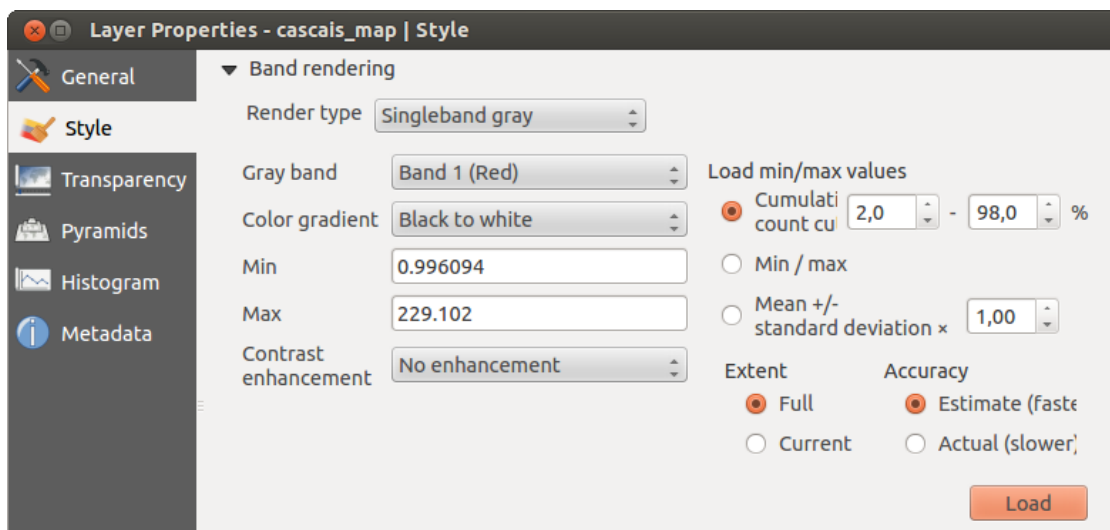 Layer Properties - cascais_map | Style
General
Style
Transparency
Pyramids
Histogram
Metadata
Band rendering
Render type Singleband gray
Gray band Band 1 (Red)
Color gradient Black to white
Min 0.996094
Max 229.102
Contrast
enhancement No enhancement
Load min/max values
Cumulati
count cu 2,0 - 98,0 %
Min / max
Mean +/-
standard deviation × 1,00
Extent Accuracy
Full Estimate (faste
Current Actual (slower)
Load